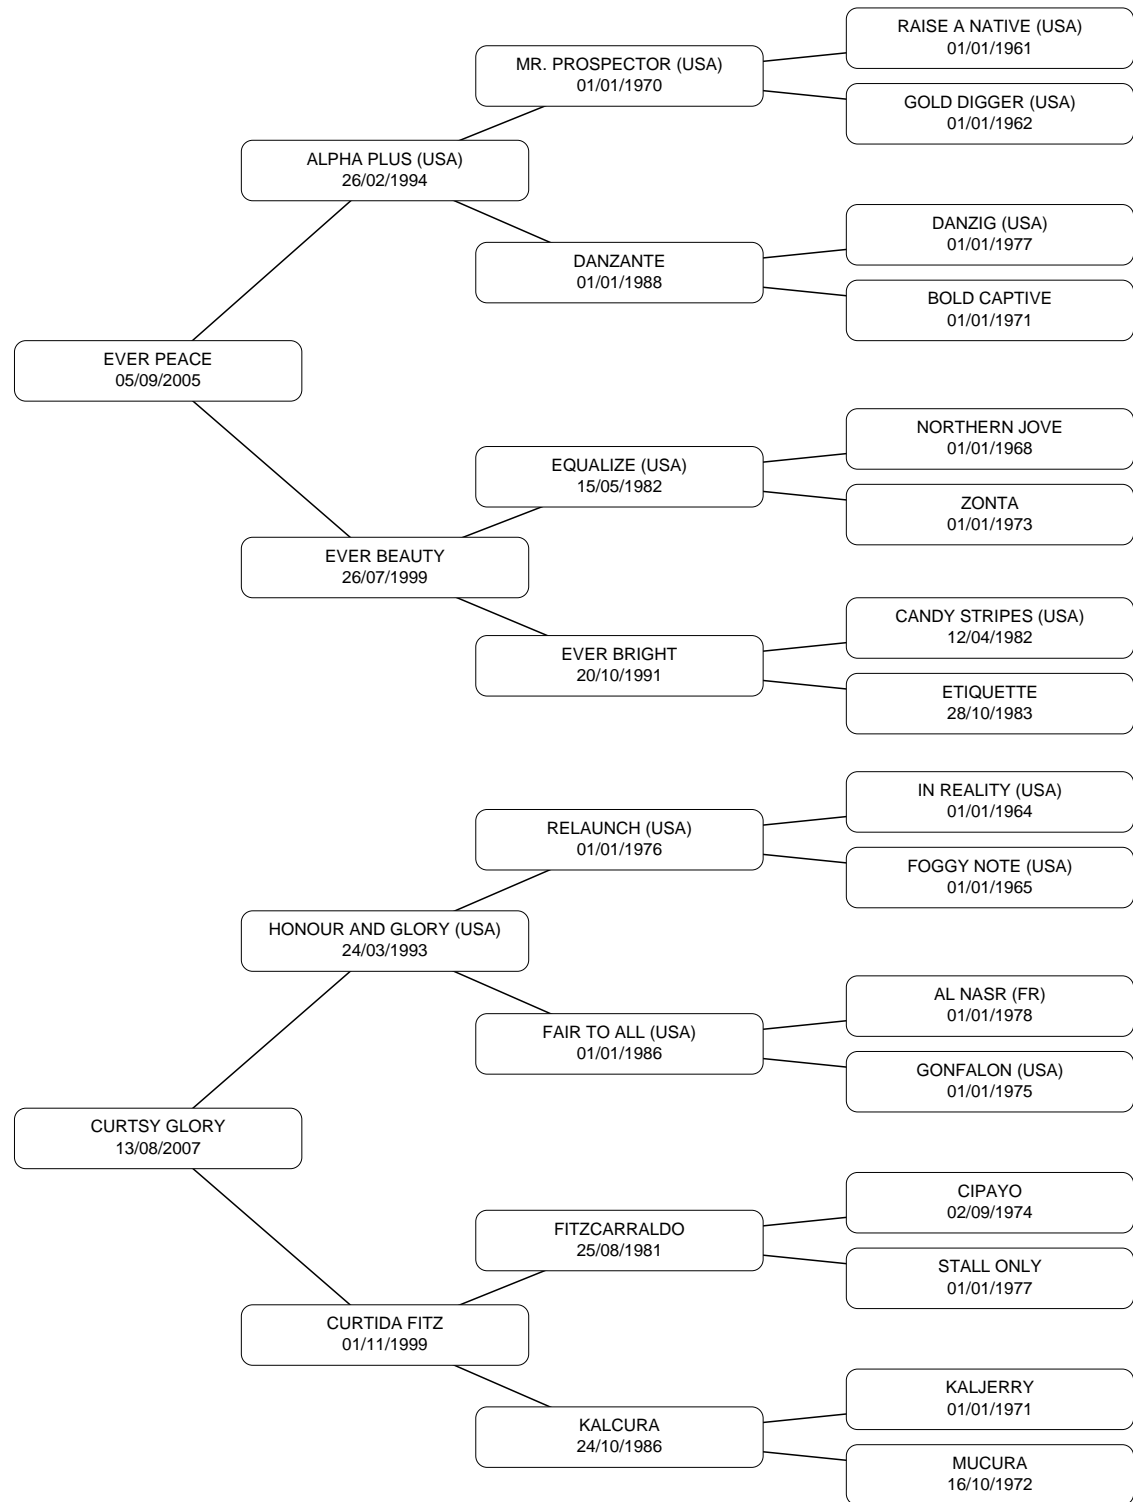 RAISE A NATIVE (USA)
01/01/1961
MR. PROSPECTOR (USA)
01/01/1970
GOLD DIGGER (USA)
01/01/1962
ALPHA PLUS (USA)
26/02/1994
DANZIG (USA)
01/01/1977
DANZANTE
01/01/1988
BOLD CAPTIVE
01/01/1971
EVER PEACE
05/09/2005
NORTHERN JOVE
01/01/1968
EQUALIZE (USA)
15/05/1982
ZONTA
01/01/1973
EVER BEAUTY
26/07/1999
CANDY STRIPES (USA)
12/04/1982
EVER BRIGHT
20/10/1991
ETIQUETTE
28/10/1983
IN REALITY (USA)
01/01/1964
RELAUNCH (USA)
01/01/1976
FOGGY NOTE (USA)
01/01/1965
HONOUR AND GLORY (USA)
24/03/1993
AL NASR (FR)
01/01/1978
FAIR TO ALL (USA)
01/01/1986
GONFALON (USA)
01/01/1975
CURTSY GLORY
13/08/2007
CIPAYO
02/09/1974
FITZCARRALDO
25/08/1981
STALL ONLY
01/01/1977
CURTIDA FITZ
01/11/1999
KALJERRY
01/01/1971
KALCURA
24/10/1986
MUCURA
16/10/1972